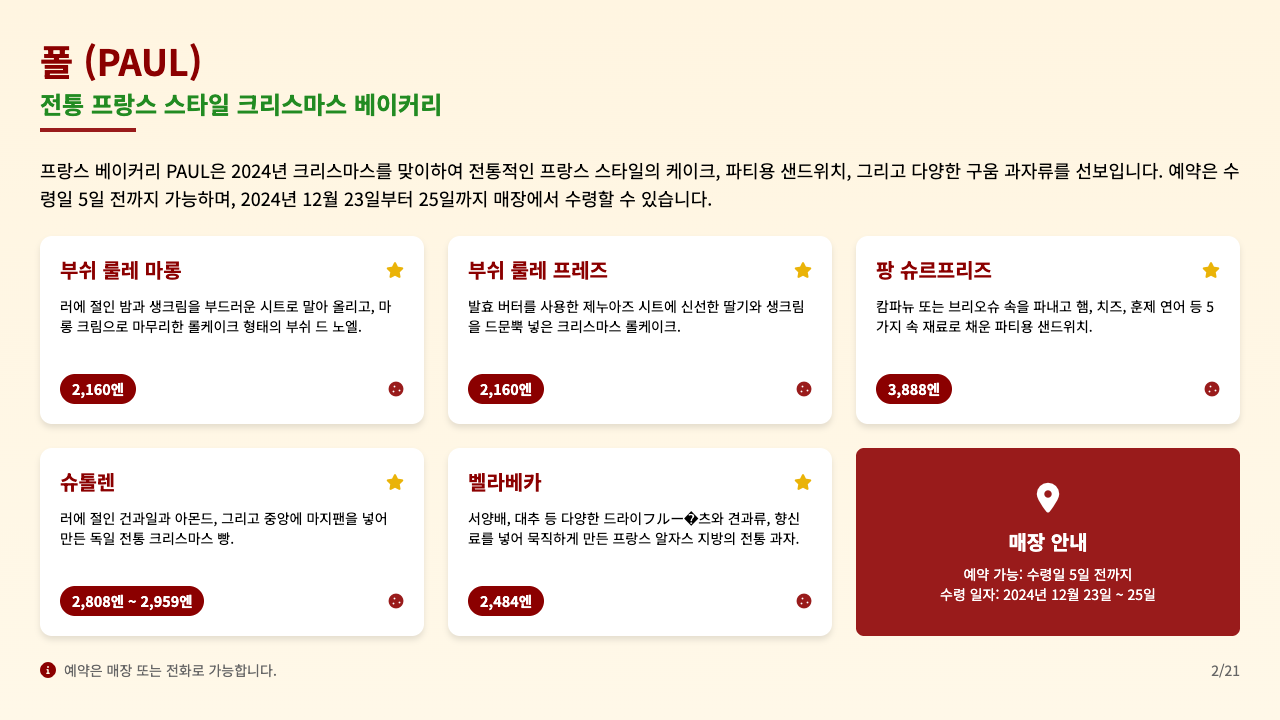 폴 (PAUL)
전통 프랑스 스타일 크리스마스 베이커리
프랑스 베이커리 PAUL은 2024년 크리스마스를 맞이하여 전통적인 프랑스 스타일의 케이크, 파티용 샌드위치, 그리고 다양한 구움 과자류를 선보입니다. 예약은 수
령일 5일 전까지 가능하며, 2024년 12월 23일부터 25일까지 매장에서 수령할 수 있습니다.
부쉬 룰레 마롱
러에 절인 밤과 생크림을 부드러운 시트로 말아 올리고, 마
롱 크림으로 마무리한 롤케이크 형태의 부쉬 드 노엘.
2,160엔
부쉬 룰레 프레즈
발효 버터를 사용한 제누아즈 시트에 신선한 딸기와 생크림
을 드문뿍 넣은 크리스마스 롤케이크.
2,160엔
팡 슈르프리즈
캄파뉴 또는 브리오슈 속을 파내고 햄, 치즈, 훈제 연어 등 5
가지 속 재료로 채운 파티용 샌드위치.
3,888엔
슈톨렌
러에 절인 건과일과 아몬드, 그리고 중앙에 마지팬을 넣어
만든 독일 전통 크리스마스 빵.
2,808엔 ~ 2,959엔
벨라베카
서양배, 대추 등 다양한 드라이フルー�츠와 견과류, 향신
료를 넣어 묵직하게 만든 프랑스 알자스 지방의 전통 과자.
2,484엔
매장 안내
예약 가능: 수령일 5일 전까지
수령 일자: 2024년 12월 23일 ~ 25일
예약은 매장 또는 전화로 가능합니다.
2/21